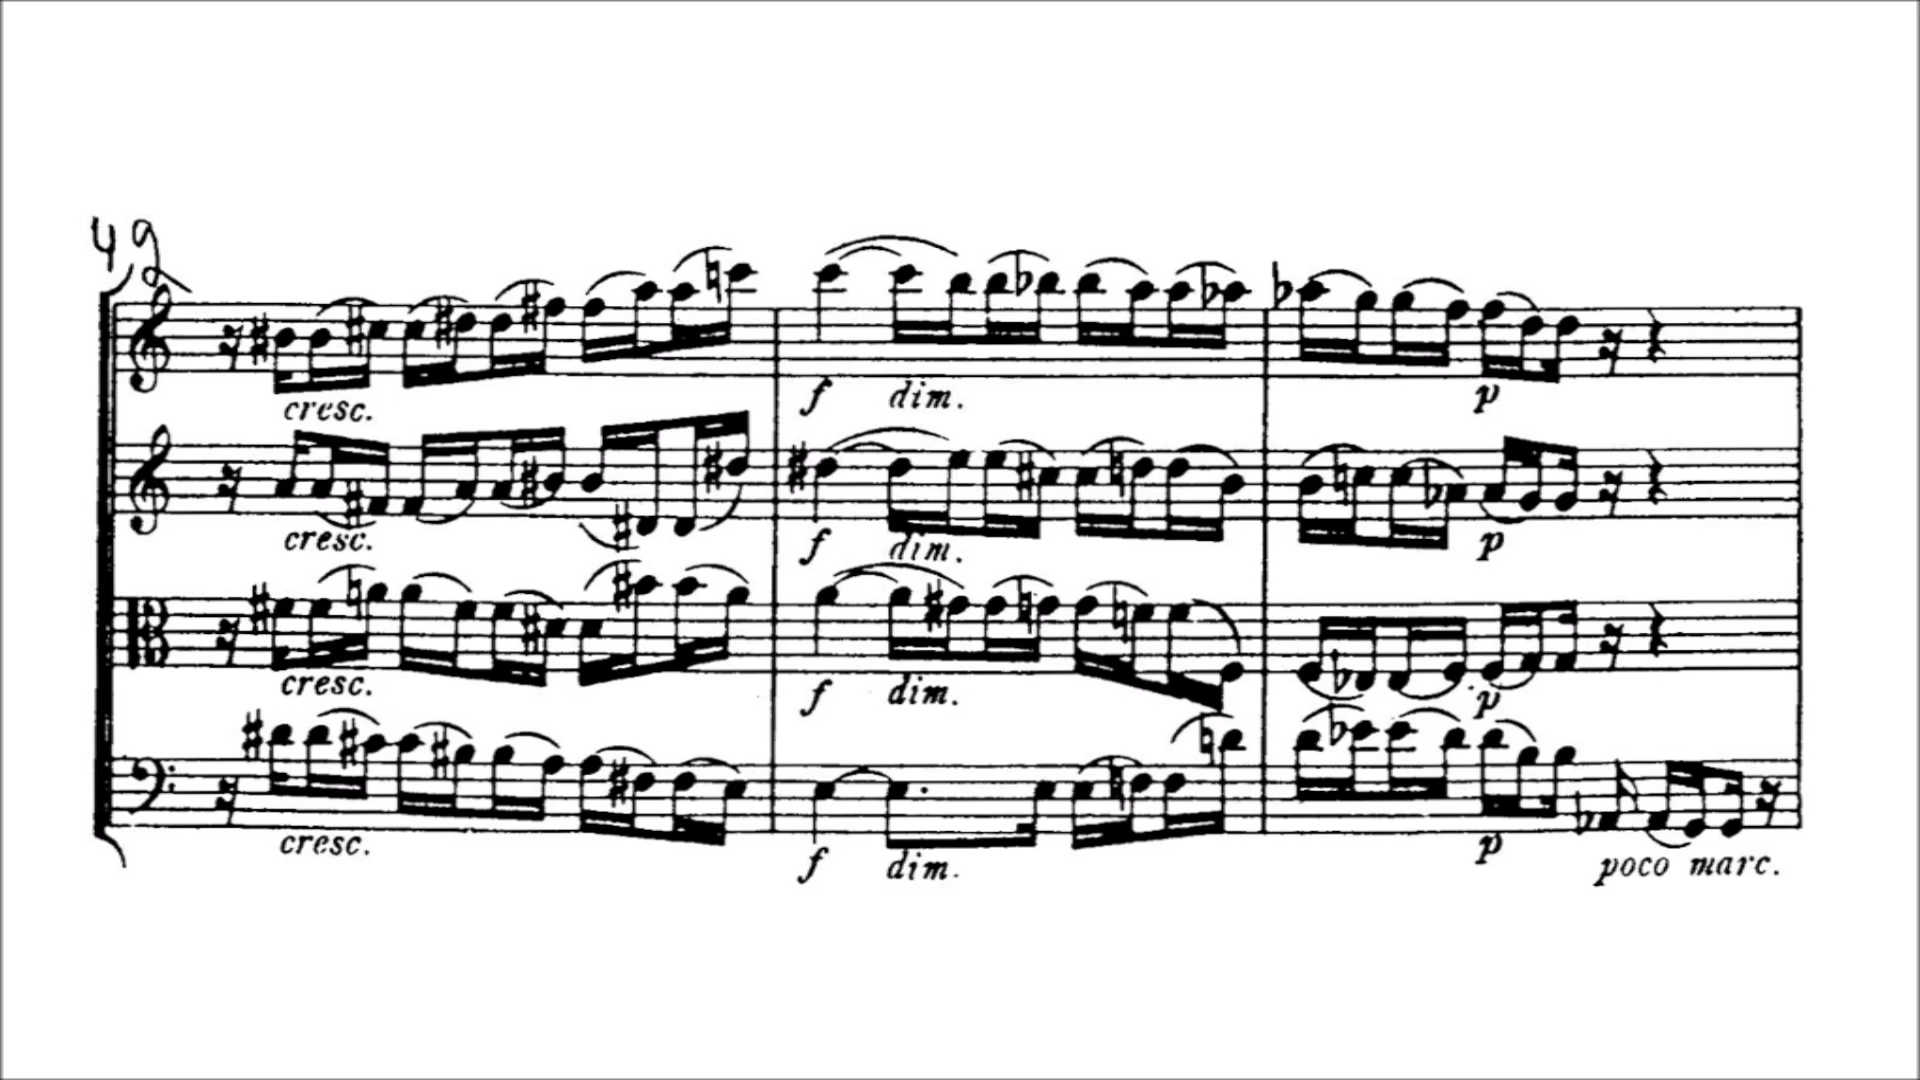 49
cresc.
f dim.
p
cresc.
f dim.
p
cresc.
f dim.
p
cresc.
f dim.
p
poco marc.